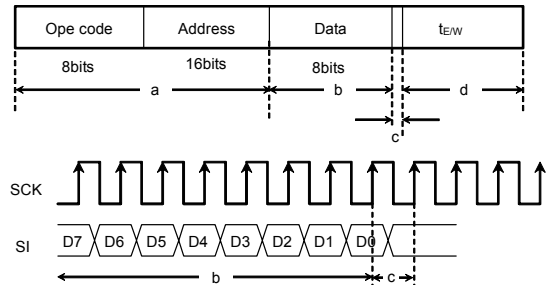 Ope code Address Data tE/W
8bits 16bits 8bits
a b d
c
SCK
SI D7 D6 D5 D4 D3 D2 D1 D0
b c